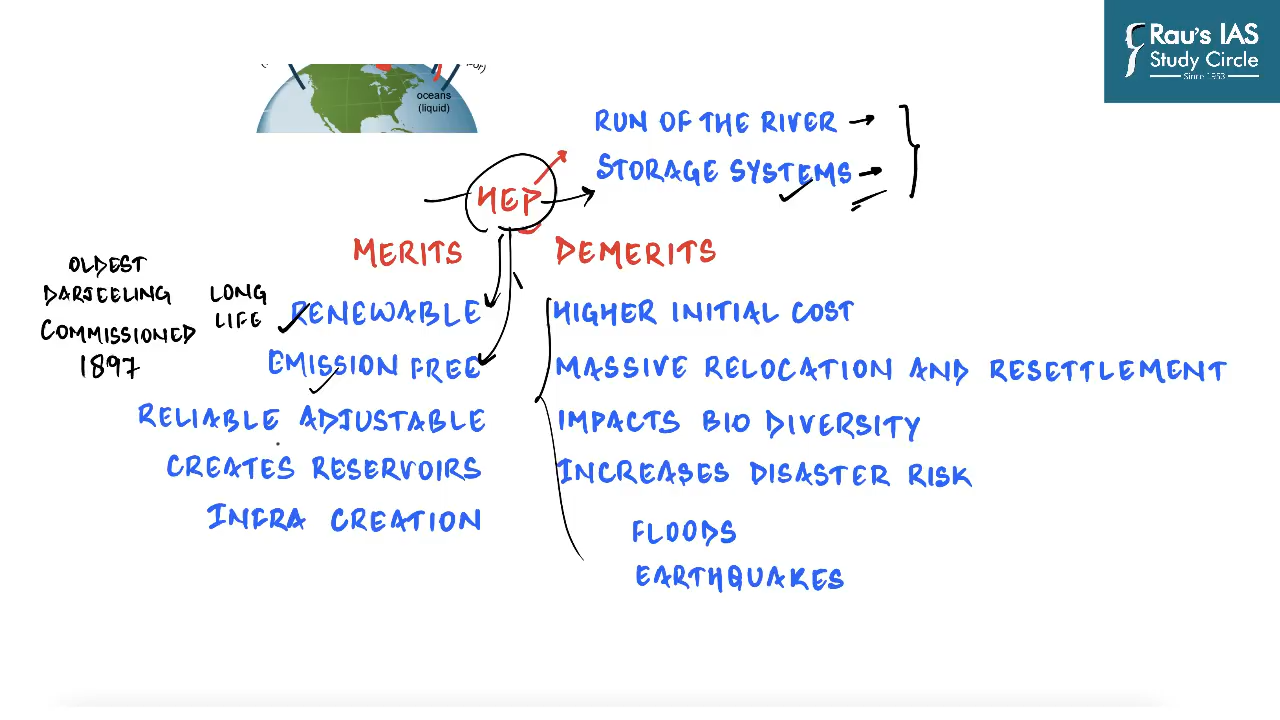 Rau's IAS
Study Circle
Since 1953
oceans
(liquid)
RUN OF THE RIVER
STORAGE SYSTEMS
HEP
MERITS
DEMERITS
OLDEST
DARJEELING
COMMISSIONED
1897
LONG
LIFE
RENEWABLE
EMISSION FREE
RELIABLE ADJUSTABLE
CREATES RESERVOIRS
INFRA CREATION
HIGHER INITIAL COST
MASSIVE RELOCATION AND RESETTLEMENT
IMPACTS BIO DIVERSITY
INCREASES DISASTER RISK
FLOODS
EARTHQUAKES